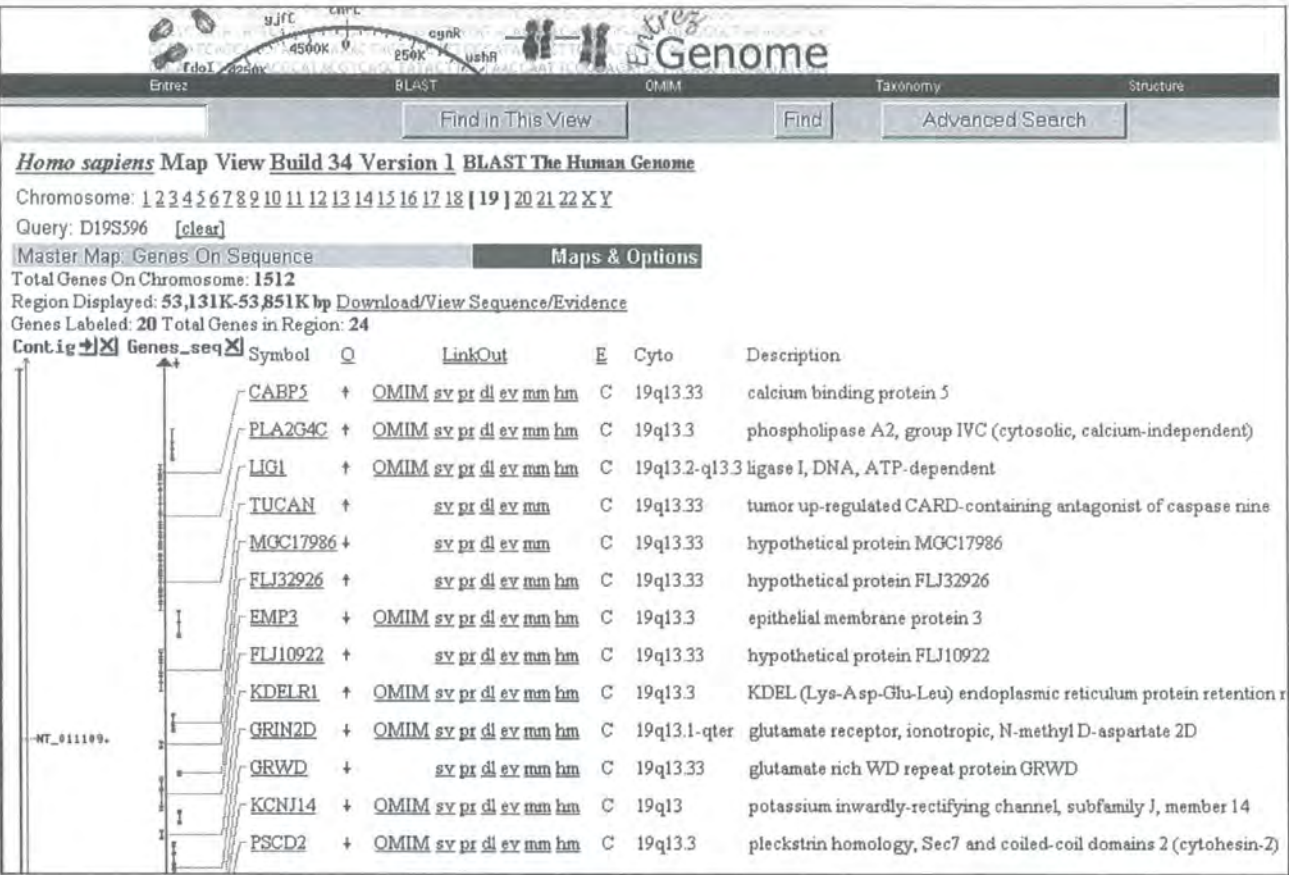 yjfC
cynR
4500K 0 250K ushR
Entrez
Genome
Entrez BLAST OMIM Taxonomy Structure
Find in This View Find Advanced Search
Homo sapiens Map View Build 34 Version 1 BLAST The Human Genome
Chromosome: 1 2 3 4 5 6 7 8 9 10 11 12 13 14 15 16 17 18 [ 19 ] 20 21 22 X Y
Query: D19S596 [clear]
Master Map: Genes On Sequence Maps & Options
Total Genes On Chromosome: 1512
Region Displayed: 53,131K-53,851K bp Download/View Sequence/Evidence
Genes Labeled: 20 Total Genes in Region: 24
Contig Genes_seq Symbol O LinkOut E Cyto Description
CABP5 OMIM sv pr dl ev mm hm C 19q13.33 calcium binding protein 5
PLA2G4C OMIM sv pr dl ev mm hm C 19q13.3 phospholipase A2, group IVC (cytosolic, calcium-independent)
LIG1 OMIM sv pr dl ev mm hm C 19q13.2-q13.3 ligase I, DNA, ATP-dependent
TUCAN sv pr dl ev mm C 19q13.33 tumor up-regulated CARD-containing antagonist of caspase nine
MGC17986 sv pr dl ev mm C 19q13.33 hypothetical protein MGC17986
FLJ32926 sv pr dl ev mm hm C 19q13.33 hypothetical protein FLJ32926
EMP3 OMIM sv pr dl ev mm hm C 19q13.3 epithelial membrane protein 3
FLJ10922 sv pr dl ev mm hm C 19q13.33 hypothetical protein FLJ10922
KDELR1 OMIM sv pr dl ev mm hm C 19q13.3 KDEL (Lys-Asp-Glu-Leu) endoplasmic reticulum protein retention r
GRIN2D OMIM sv pr dl ev mm hm C 19q13.1-qter glutamate receptor, ionotropic, N-methyl D-aspartate 2D
NT_011109
GRWD sv pr dl ev mm hm C 19q13.33 glutamate rich WD repeat protein GRWD
KCNJ14 OMIM sv pr dl ev mm hm C 19q13 potassium inwardly-rectifying channel, subfamily J, member 14
PSCD2 OMIM sv pr dl ev mm hm C 19q13.3 pleckstrin homology, Sec7 and coiled-coil domains 2 (cytohesin-2)